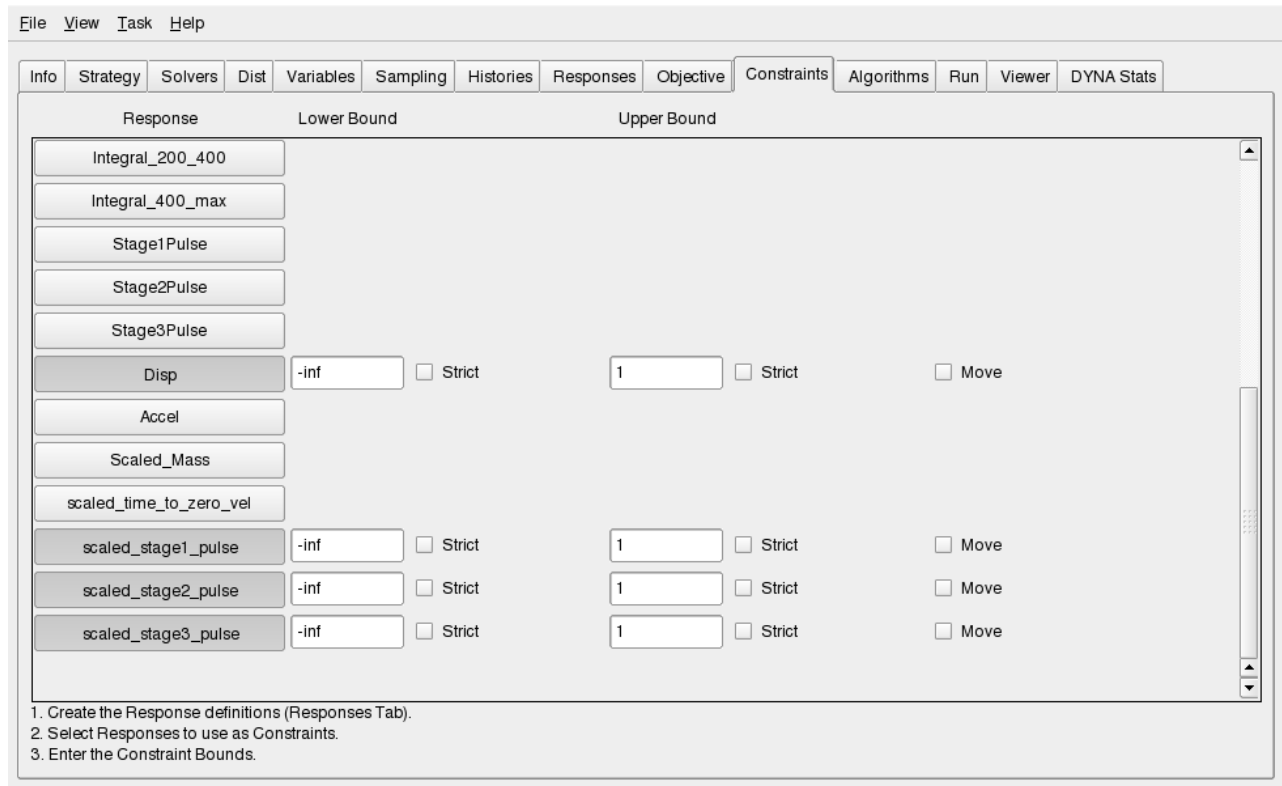 File View Task Help
Info Strategy Solvers Dist Variables Sampling Histories Responses Objective Constraints Algorithms Run Viewer DYNA Stats
Response Lower Bound Upper Bound
Integral_200_400
Integral_400_max
Stage1Pulse
Stage2Pulse
Stage3Pulse
Disp -inf Strict 1 Strict Move
Accel
Scaled_Mass
scaled_time_to_zero_vel
scaled_stage1_pulse -inf Strict 1 Strict Move
scaled_stage2_pulse -inf Strict 1 Strict Move
scaled_stage3_pulse -inf Strict 1 Strict Move
1. Create the Response definitions (Responses Tab).
2. Select Responses to use as Constraints.
3. Enter the Constraint Bounds.